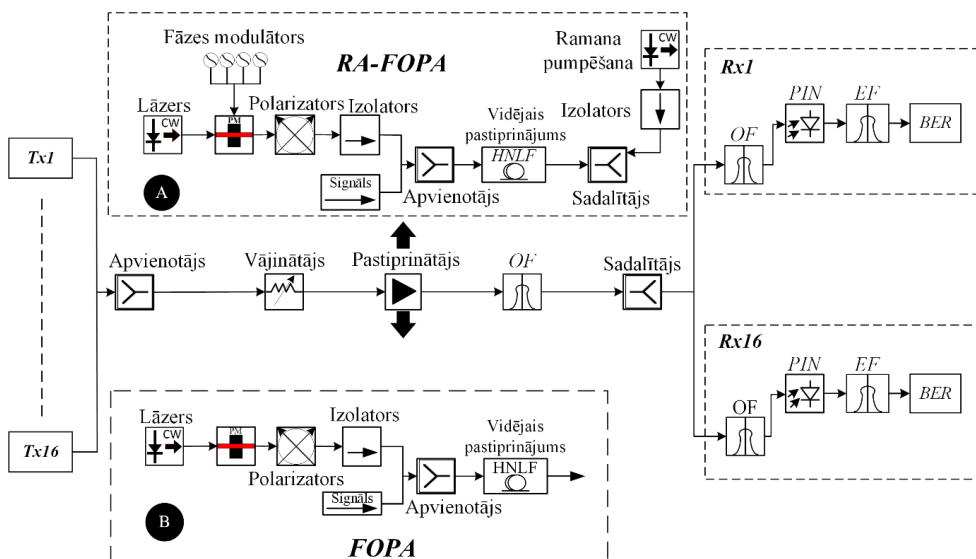 Fāzes modulātors
RA-FOPA
Ramana
pumpēšana
CW
Lāzers
CW
PM
Polarizators
Izolators
Izolators
Vidējais
pastiprinājums
HNLF
Signāls
Apvienotājs
Sadalītājs
A
Rx1
OF
PIN
EF
BER
Tx1
Apvienotājs
Vājinātājs
Pastiprinātājs
OF
Sadalītājs
Rx16
OF
PIN
EF
BER
Tx16
Lāzers
CW
PM
Polarizators
Izolators
Signāls
Apvienotājs
Vidējais
pastiprinājums
HNLF
B
FOPA